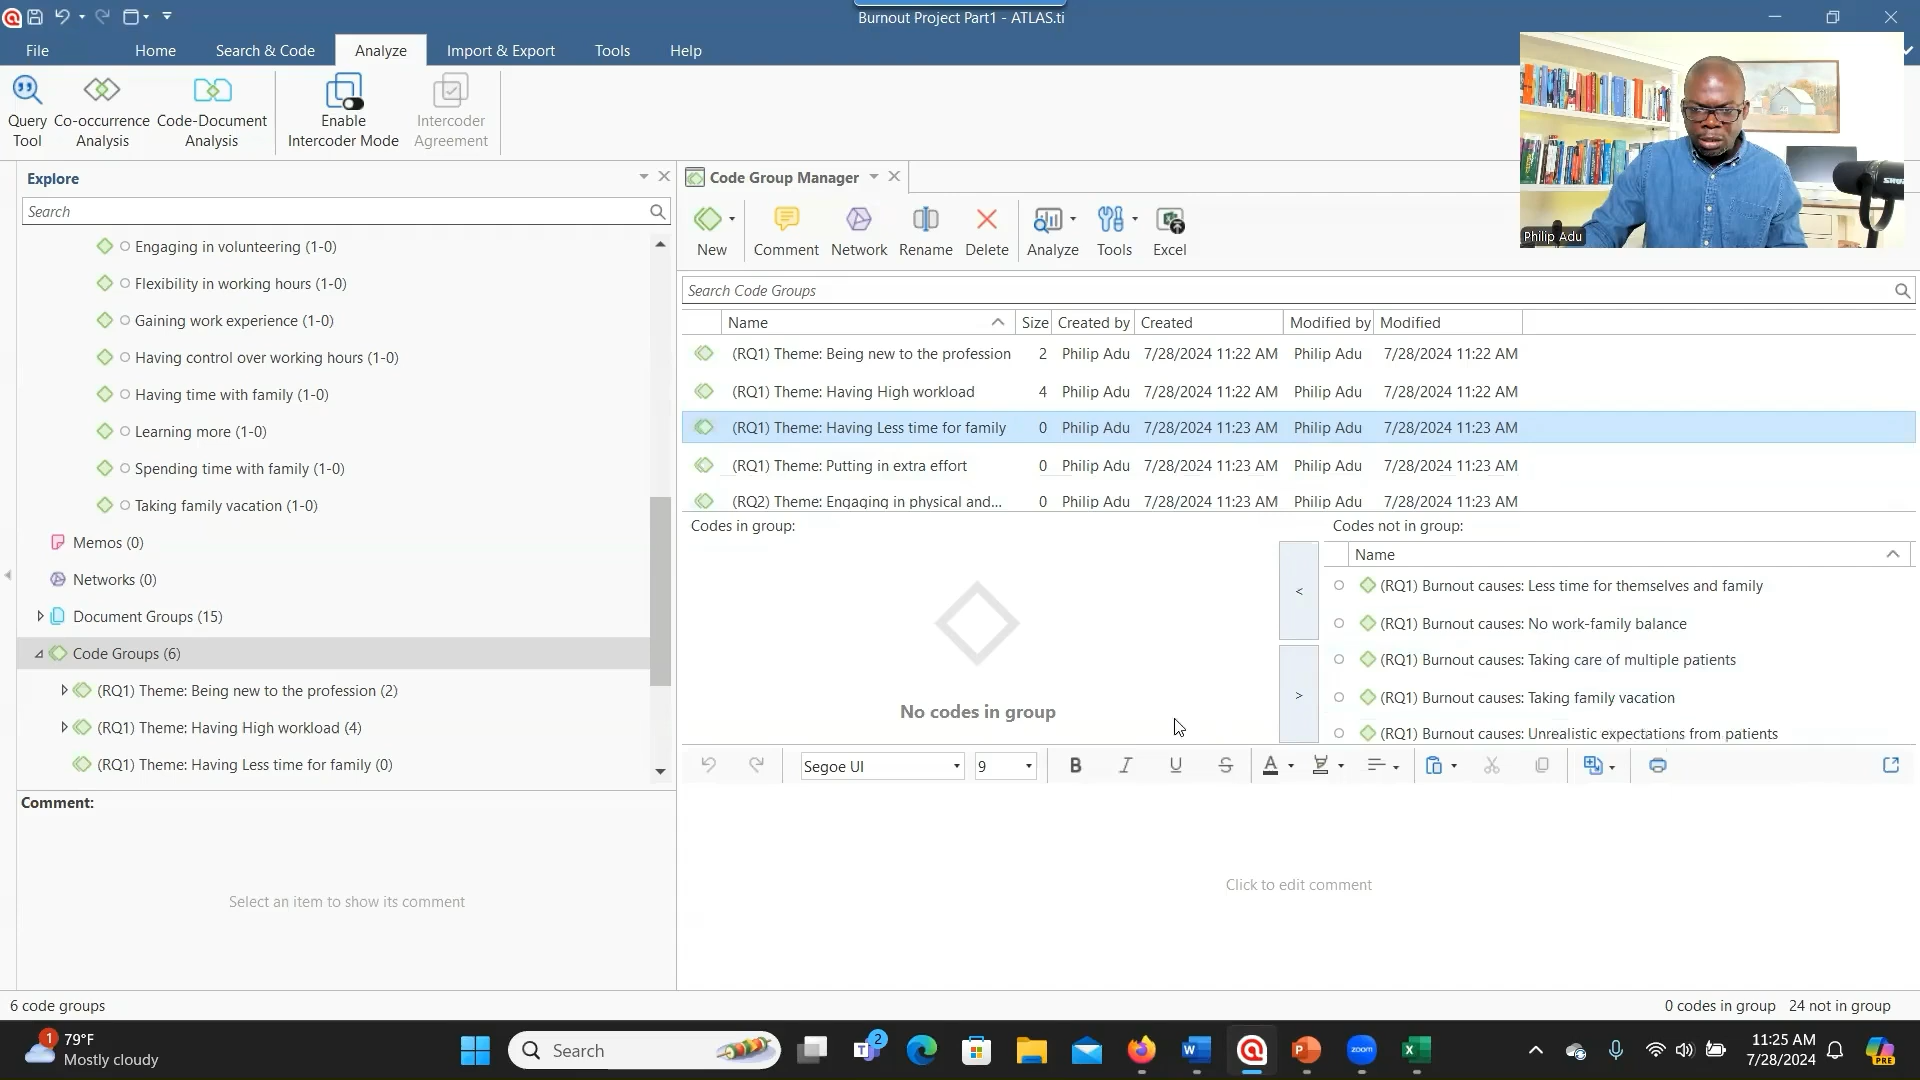 Burnout Project Part1 - ATLAS.ti
File Home Search & Code Analyze Import & Export Tools Help
Query Tool
Co-occurrence Analysis
Code-Document Analysis
Enable Intercoder Mode
Intercoder Agreement
Philip Adu
Explore
Search
Engaging in volunteering (1-0)
Flexibility in working hours (1-0)
Gaining work experience (1-0)
Having control over working hours (1-0)
Having time with family (1-0)
Learning more (1-0)
Spending time with family (1-0)
Taking family vacation (1-0)
Memos (0)
Networks (0)
Document Groups (15)
Code Groups (6)
(RQ1) Theme: Being new to the profession (2)
(RQ1) Theme: Having High workload (4)
(RQ1) Theme: Having Less time for family (0)
Comment:
Select an item to show its comment
Code Group Manager
New Comment Network Rename Delete Analyze Tools Excel
Search Code Groups
Name Size Created by Created Modified by Modified
(RQ1) Theme: Being new to the profession 2 Philip Adu 7/28/2024 11:22 AM Philip Adu 7/28/2024 11:22 AM
(RQ1) Theme: Having High workload 4 Philip Adu 7/28/2024 11:22 AM Philip Adu 7/28/2024 11:22 AM
(RQ1) Theme: Having Less time for family 0 Philip Adu 7/28/2024 11:23 AM Philip Adu 7/28/2024 11:23 AM
(RQ1) Theme: Putting in extra effort 0 Philip Adu 7/28/2024 11:23 AM Philip Adu 7/28/2024 11:23 AM
(RQ2) Theme: Engaging in physical and... 0 Philip Adu 7/28/2024 11:23 AM Philip Adu 7/28/2024 11:23 AM
Codes in group:
No codes in group
<
>
Codes not in group:
Name
(RQ1) Burnout causes: Less time for themselves and family
(RQ1) Burnout causes: No work-family balance
(RQ1) Burnout causes: Taking care of multiple patients
(RQ1) Burnout causes: Taking family vacation
(RQ1) Burnout causes: Unrealistic expectations from patients
Segoe UI 9 B I U S A
Click to edit comment
6 code groups
0 codes in group 24 not in group
1
79°F
Mostly cloudy
Search
2
zoom
11:25 AM
7/28/2024
PRE